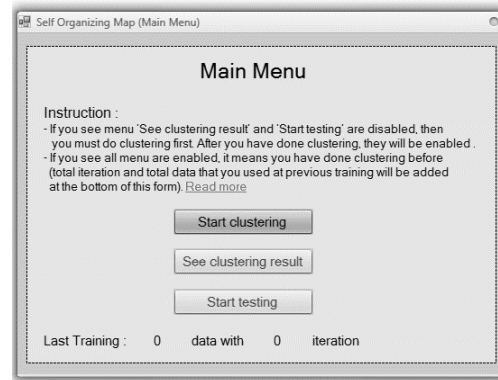 Self Organizing Map (Main Menu)
Main Menu
Instruction :
- If you see menu 'See clustering result' and 'Start testing' are disabled, then
you must do clustering first. After you have done clustering, they will be enabled .
- If you see all menu are enabled, it means you have done clustering before
(total iteration and total data that you used at previous training will be added
at the bottom of this form). Read more
Start clustering
See clustering result
Start testing
Last Training : 0 data with 0 iteration